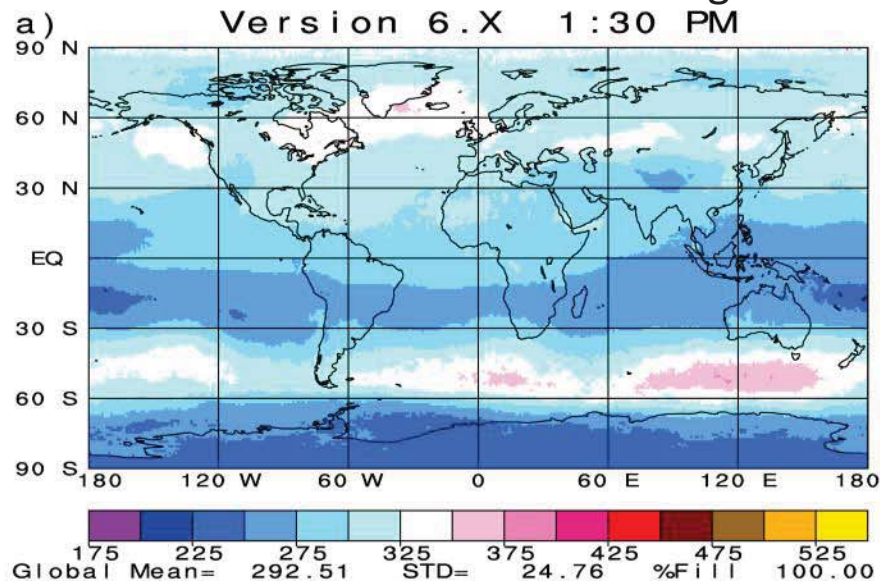 a) Version 6.X 1:30 PM
90 N
60 N
30 N
EQ
30 S
60 S
90 S
180 120 W 60 W 0 60 E 120 E 180
175 225 275 325 375 425 475 525
Global Mean= 292.51 STD= 24.76 %Fill 100.00